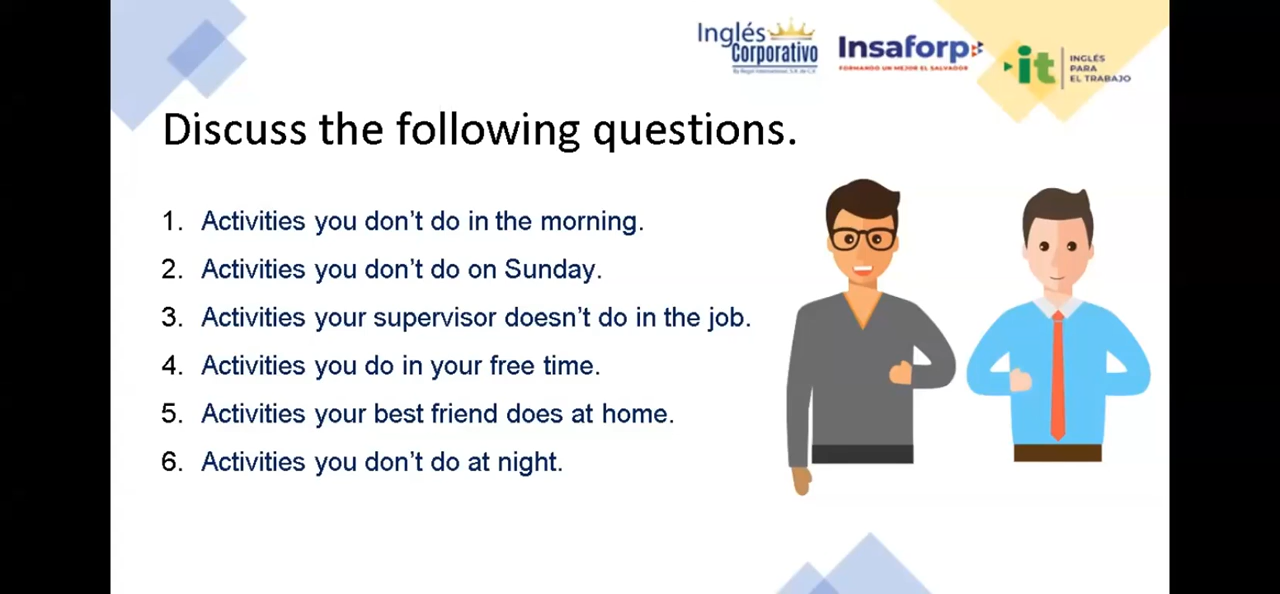 Inglés
Corporativo
Insaforp
FORMANDO UN MEJOR EL SALVADOR
it
INGLÉS
PARA
EL TRABAJO
Discuss the following questions.
1. Activities you don't do in the morning.
2. Activities you don't do on Sunday.
3. Activities your supervisor doesn't do in the job.
4. Activities you do in your free time.
5. Activities your best friend does at home.
6. Activities you don't do at night.